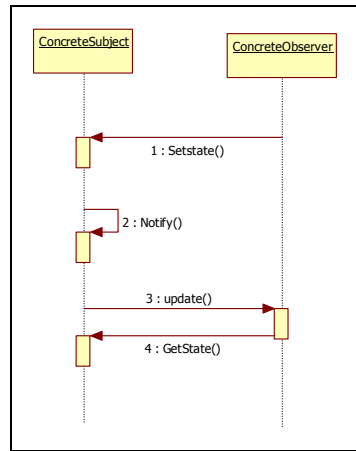 ConcreteSubject
ConcreteObserver
1 : Setstate()
2 : Notify()
3 : update()
4 : GetState()